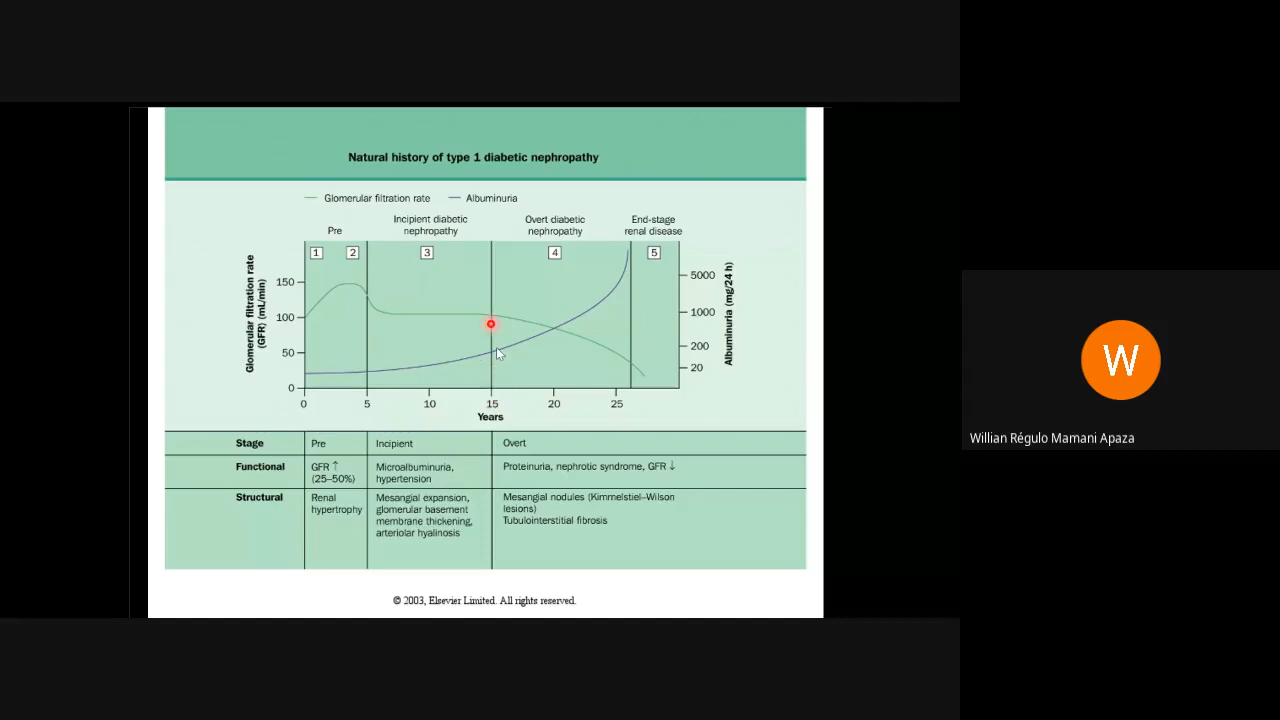 Natural history of type 1 diabetic nephropathy
Glomerular filtration rate
Albuminuria
Pre
Incipient diabetic
nephropathy
Overt diabetic
nephropathy
End-stage
renal disease
1
2
3
4
5
Glomerular filtration rate
(GFR) (mL/min)
150
100
50
0
5000
1000
200
20
Albuminuria (mg/24 h)
0
5
10
15
20
25
Years
Stage
Pre
Incipient
Overt
Functional
GFR ↑
(25–50%)
Microalbuminuria,
hypertension
Proteinuria, nephrotic syndrome, GFR ↓
Structural
Renal
hypertrophy
Mesangial expansion,
glomerular basement
membrane thickening,
arteriolar hyalinosis
Mesangial nodules (Kimmelstiel–Wilson
lesions)
Tubulointerstitial fibrosis
© 2003, Elsevier Limited. All rights reserved.
W
Willian Régulo Mamani Apaza